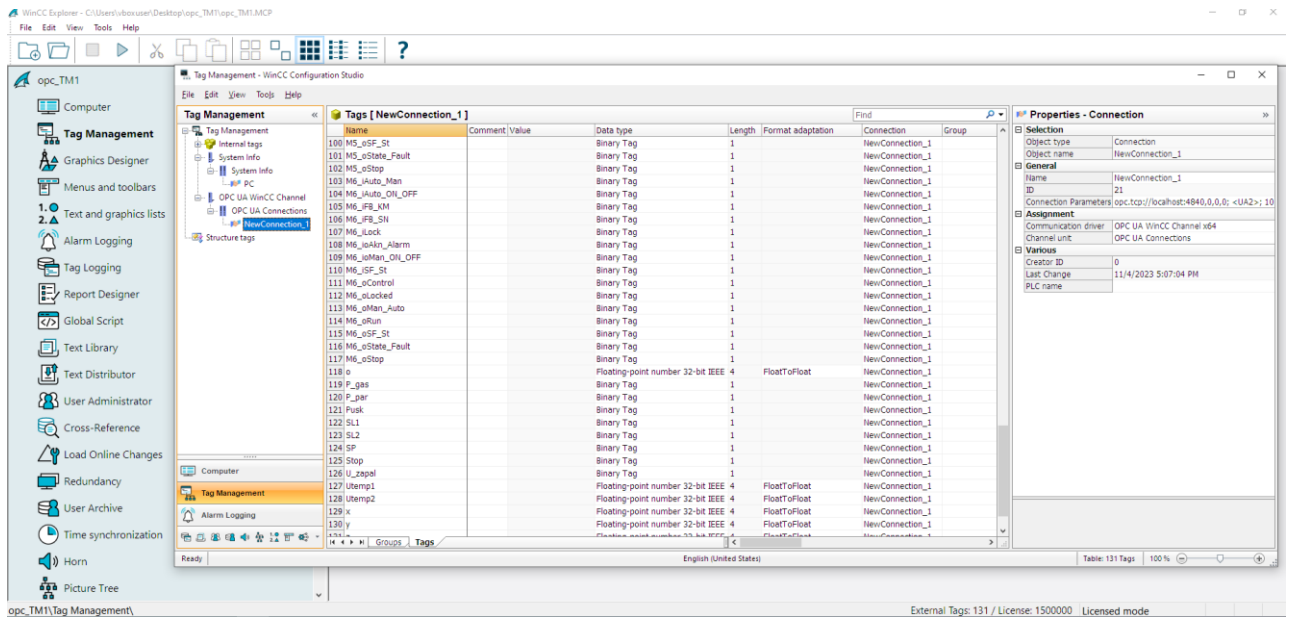 WinCC Explorer - C:\Users\vboxuser\Desktop\opc_TM1\opc_TM1.MCP
File Edit View Tools Help
opc_TM1
Computer
Tag Management
Graphics Designer
Menus and toolbars
Text and graphics lists
Alarm Logging
Tag Logging
Report Designer
Global Script
Text Library
Text Distributor
User Administrator
Cross-Reference
Load Online Changes
Redundancy
User Archive
Time synchronization
Horn
Picture Tree
Tag Management - WinCC Configuration Studio
File Edit View Tools Help
Tag Management «
Tag Management
Internal tags
System Info
System Info
PC
OPC UA WinCC Channel
OPC UA Connections
NewConnection_1
Structure tags
Computer
Tag Management
Alarm Logging
Tags [ NewConnection_1 ] Find
Name Comment Value Data type Length Format adaptation Connection Group
100 M5_oSF_St Binary Tag 1 NewConnection_1
101 M5_oState_Fault Binary Tag 1 NewConnection_1
102 M5_oStop Binary Tag 1 NewConnection_1
103 M6_iAuto_Man Binary Tag 1 NewConnection_1
104 M6_iAuto_ON_OFF Binary Tag 1 NewConnection_1
105 M6_iFB_KM Binary Tag 1 NewConnection_1
106 M6_iFB_SN Binary Tag 1 NewConnection_1
107 M6_iLock Binary Tag 1 NewConnection_1
108 M6_ioAkn_Alarm Binary Tag 1 NewConnection_1
109 M6_ioMan_ON_OFF Binary Tag 1 NewConnection_1
110 M6_iSF_St Binary Tag 1 NewConnection_1
111 M6_oControl Binary Tag 1 NewConnection_1
112 M6_oLocked Binary Tag 1 NewConnection_1
113 M6_oMan_Auto Binary Tag 1 NewConnection_1
114 M6_oRun Binary Tag 1 NewConnection_1
115 M6_oSF_St Binary Tag 1 NewConnection_1
116 M6_oState_Fault Binary Tag 1 NewConnection_1
117 M6_oStop Binary Tag 1 NewConnection_1
118 o Floating-point number 32-bit IEEE 4 FloatToFloat NewConnection_1
119 P_gas Binary Tag 1 NewConnection_1
120 P_par Binary Tag 1 NewConnection_1
121 Pusk Binary Tag 1 NewConnection_1
122 SL1 Binary Tag 1 NewConnection_1
123 SL2 Binary Tag 1 NewConnection_1
124 SP Binary Tag 1 NewConnection_1
125 Stop Binary Tag 1 NewConnection_1
126 U_zapal Binary Tag 1 NewConnection_1
127 Utemp1 Floating-point number 32-bit IEEE 4 FloatToFloat NewConnection_1
128 Utemp2 Floating-point number 32-bit IEEE 4 FloatToFloat NewConnection_1
129 x Floating-point number 32-bit IEEE 4 FloatToFloat NewConnection_1
130 y Floating-point number 32-bit IEEE 4 FloatToFloat NewConnection_1
Groups Tags
Properties - Connection »
Selection
Object type Connection
Object name NewConnection_1
General
Name NewConnection_1
ID 21
Connection Parameters opc.tcp://localhost:4840,0,0,0; <UA2>; 10
Assignment
Communication driver OPC UA WinCC Channel x64
Channel unit OPC UA Connections
Various
Creator ID 0
Last Change 11/4/2023 5:07:04 PM
PLC name
Ready English (United States) Table: 131 Tags 100 %
opc_TM1\Tag Management\ External Tags: 131 / License: 1500000 Licensed mode